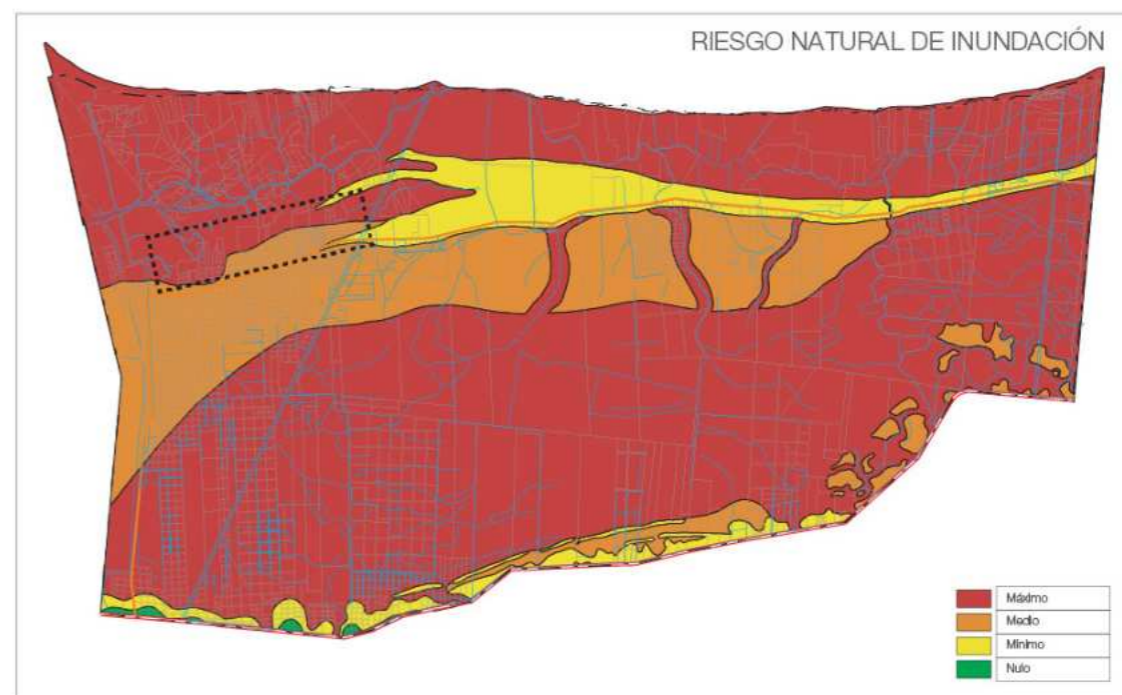 RIESGO NATURAL DE INUNDACIÓN
Máximo
Medio
Mínimo
Nulo